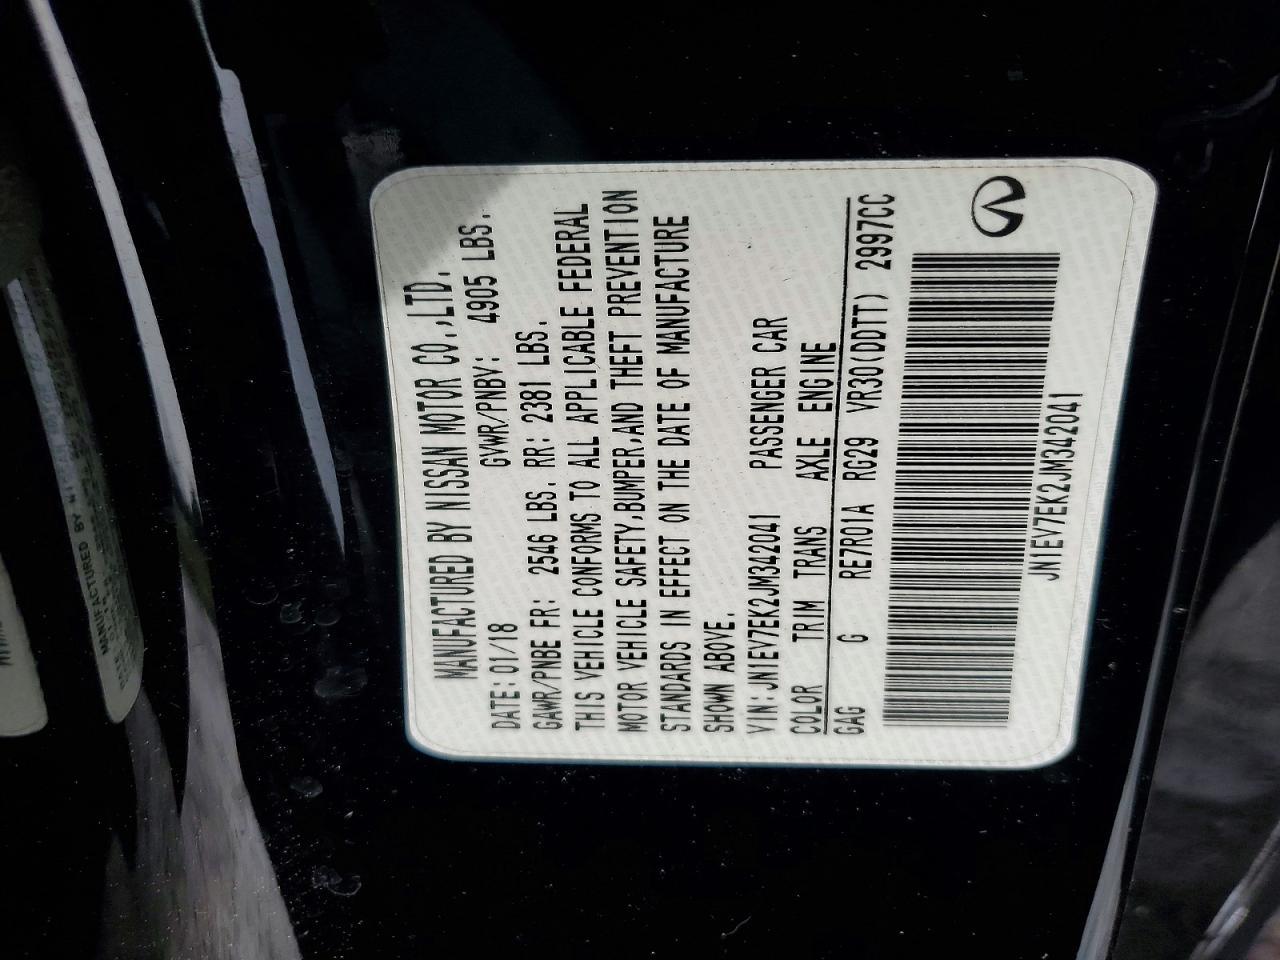 MANUFACTURED BY NISSAN MOTOR CO.,LTD.
DATE:01/18 GVWR/PNBV: 4905 LBS.
GAWR/PNBE FR: 2546 LBS. RR: 2381 LBS.
THIS VEHICLE CONFORMS TO ALL APPLICABLE FEDERAL
MOTOR VEHICLE SAFETY,BUMPER,AND THEFT PREVENTION
STANDARDS IN EFFECT ON THE DATE OF MANUFACTURE
SHOWN ABOVE.
VIN:JN1EV7EK2JM342041 PASSENGER CAR
COLOR TRIM TRANS AXLE ENGINE
GAG G RE7R01A RG29 VR30(DDTT) 2997CC
JN1EV7EK2JM342041
MANUFACTURED BY